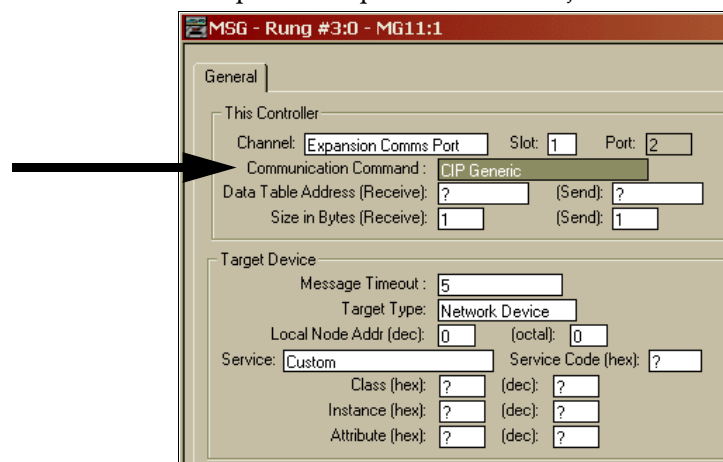 MSG - Rung #3:0 - MG11:1
General
This Controller
Channel: Expansion Comms Port Slot: 1 Port: 2
Communication Command : CIP Generic
Data Table Address (Receive): ? (Send): ?
Size in Bytes (Receive): 1 (Send): 1
Target Device
Message Timeout : 5
Target Type: Network Device
Local Node Addr (dec): 0 (octal): 0
Service: Custom Service Code (hex): ?
Class (hex): ? (dec): ?
Instance (hex): ? (dec): ?
Attribute (hex): ? (dec): ?